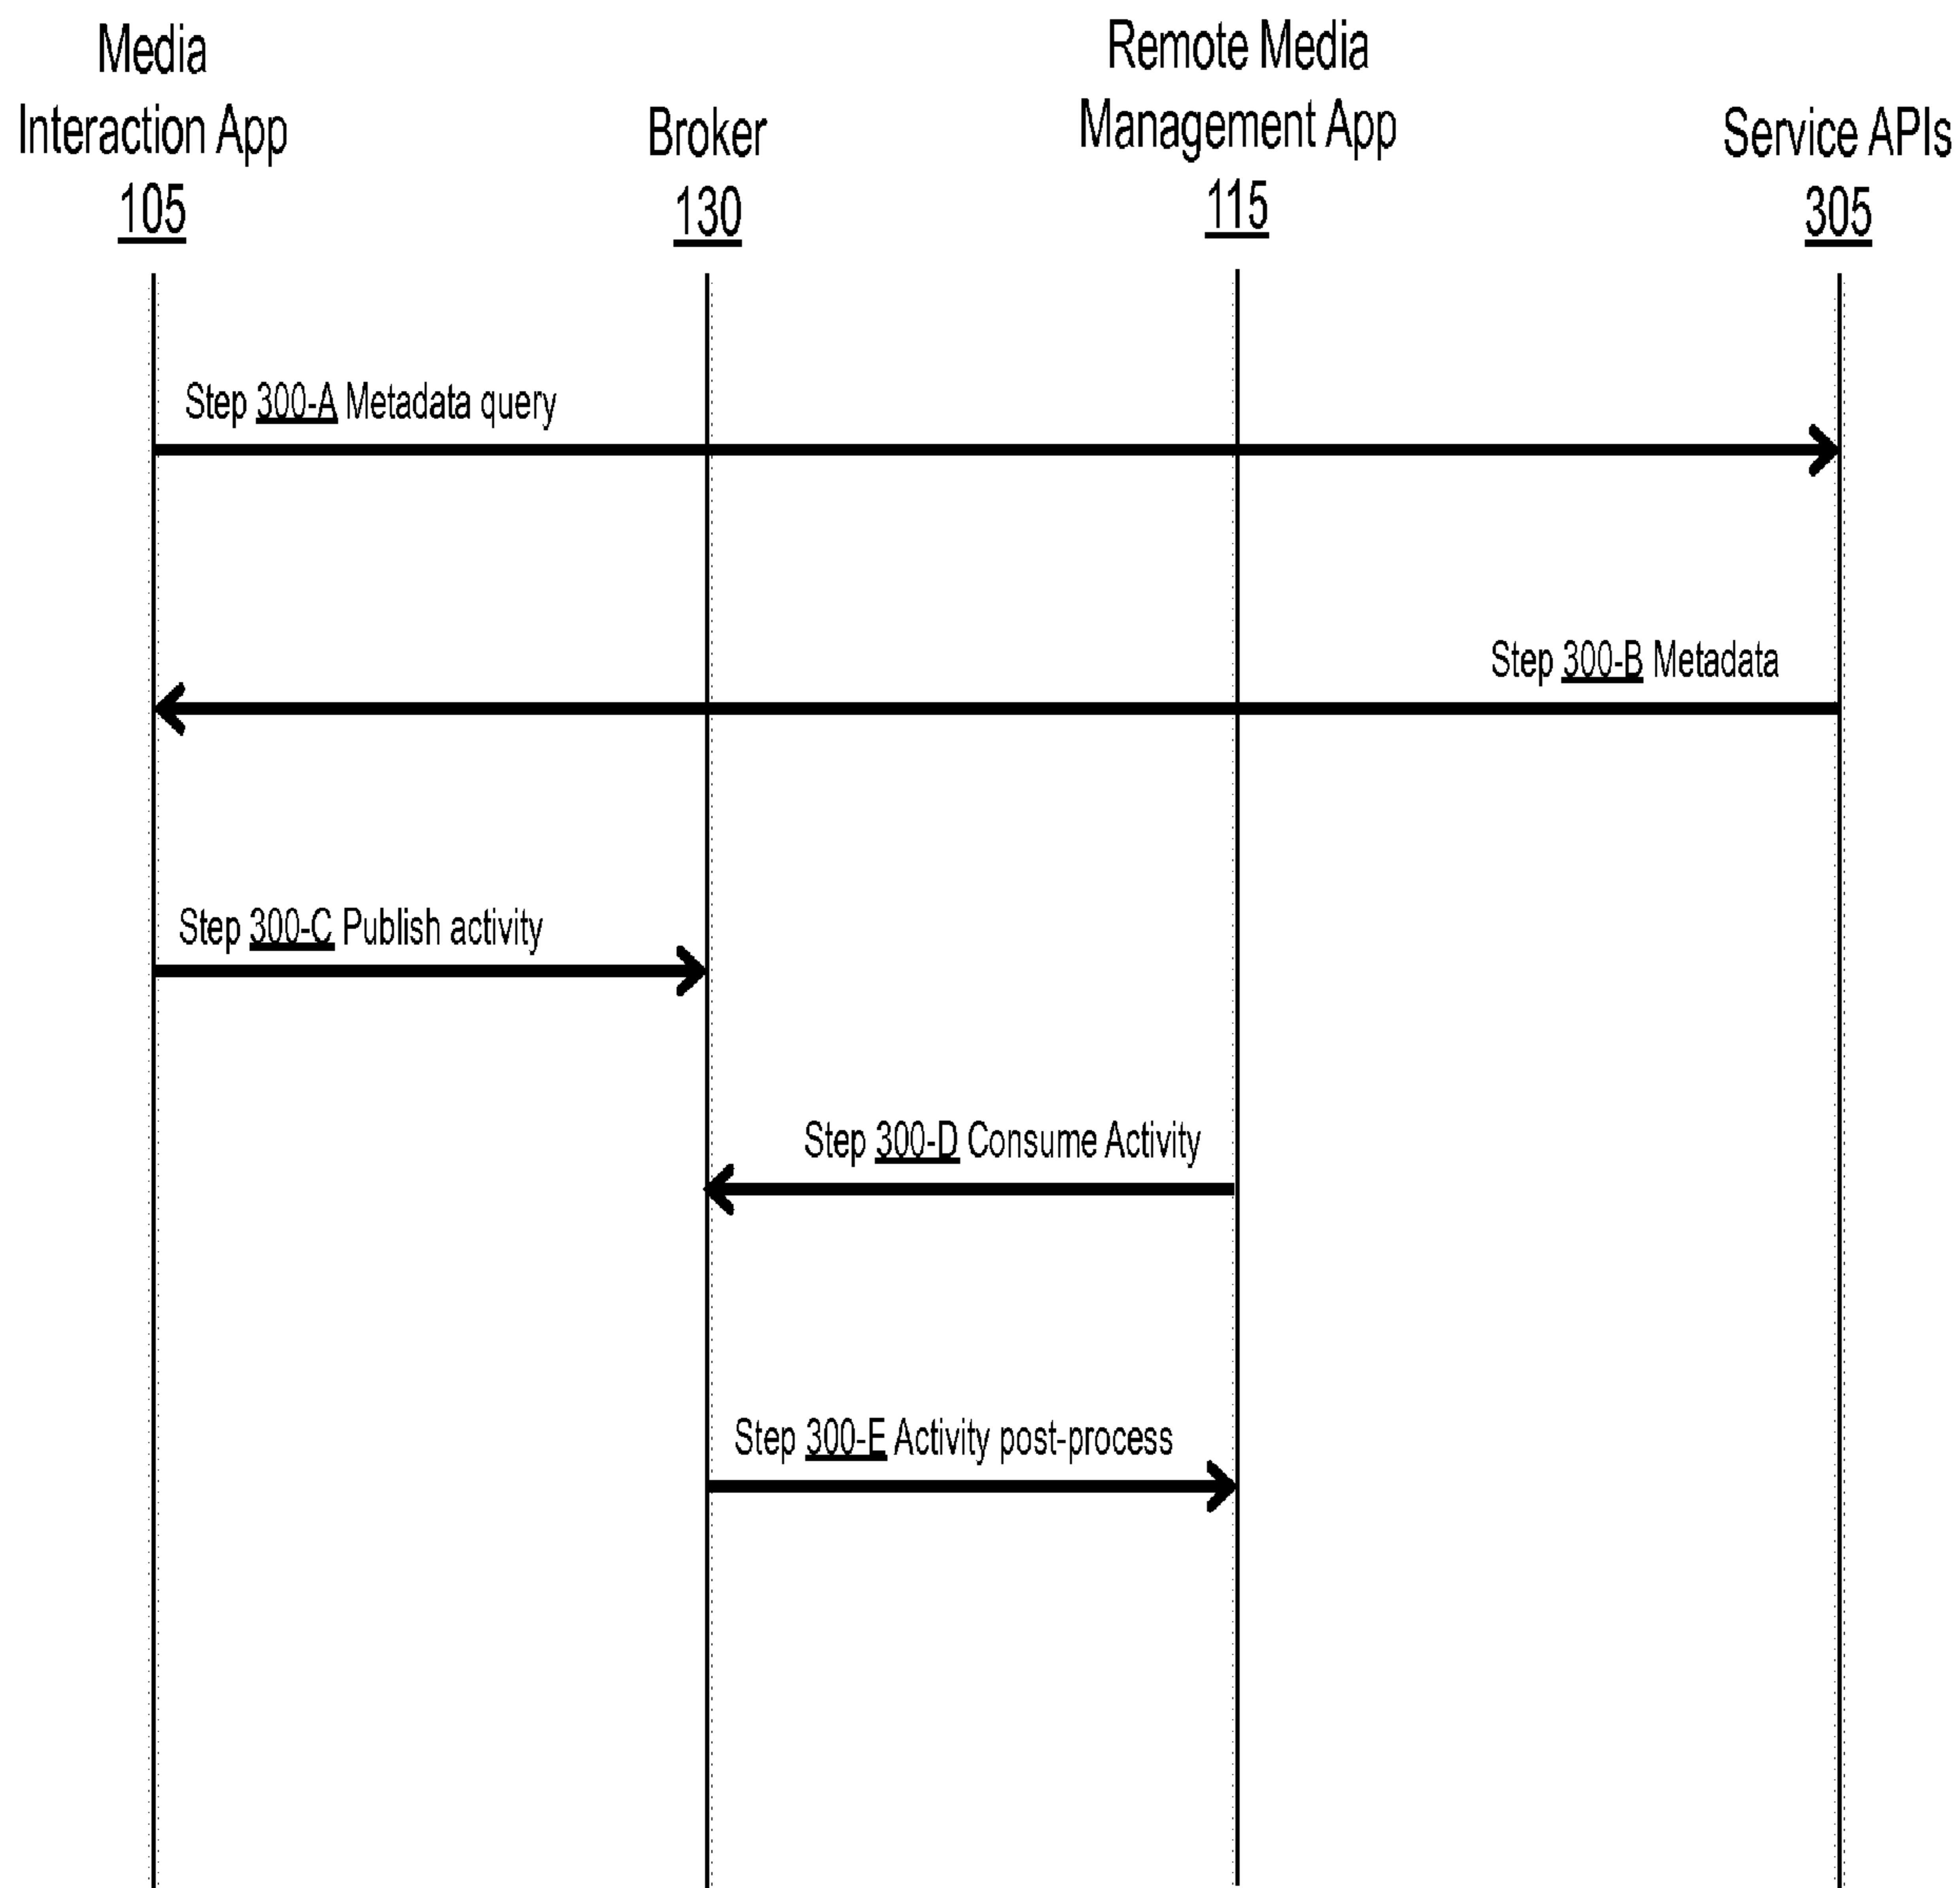 Media
Interaction App
105
Broker
130
Remote Media
Management App
115
Service APIs
305
Step 300-A Metadata query
Step 300-B Metadata
Step 300-C Publish activity
Step 300-D Consume Activity
Step 300-E Activity post-process